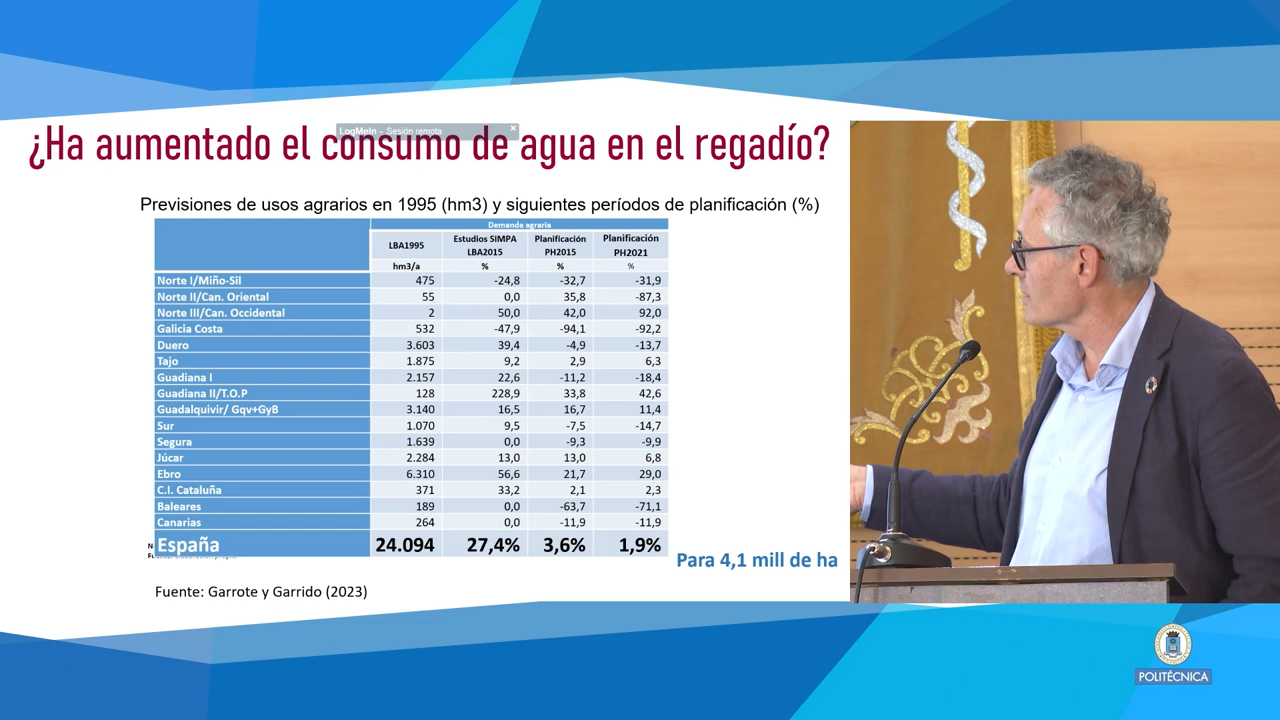 ¿Ha aumentado el consumo de agua en el regadío?
LogMeIn - Sesión remota
Previsiones de usos agrarios en 1995 (hm3) y siguientes períodos de planificación (%)
Demanda agraria
LBA1995 Estudios SIMPA LBA2015 Planificación PH2015 Planificación PH2021
hm3/a % % %
Norte I/Miño-Sil 475 -24,8 -32,7 -31,9
Norte II/Can. Oriental 55 0,0 35,8 -87,3
Norte III/Can. Occidental 2 50,0 42,0 92,0
Galicia Costa 532 -47,9 -94,1 -92,2
Duero 3.603 39,4 -4,9 -13,7
Tajo 1.875 9,2 2,9 6,3
Guadiana I 2.157 22,6 -11,2 -18,4
Guadiana II/T.O.P 128 228,9 33,8 42,6
Guadalquivir/ Gqv+GyB 3.140 16,5 16,7 11,4
Sur 1.070 9,5 -7,5 -14,7
Segura 1.639 0,0 -9,3 -9,9
Júcar 2.284 13,0 13,0 6,8
Ebro 6.310 56,6 21,7 29,0
C.I. Cataluña 371 33,2 2,1 2,3
Baleares 189 0,0 -63,7 -71,1
Canarias 264 0,0 -11,9 -11,9
España 24.094 27,4% 3,6% 1,9%
Para 4,1 mill de ha
Fuente: Garrote y Garrido (2023)
POLITÉCNICA